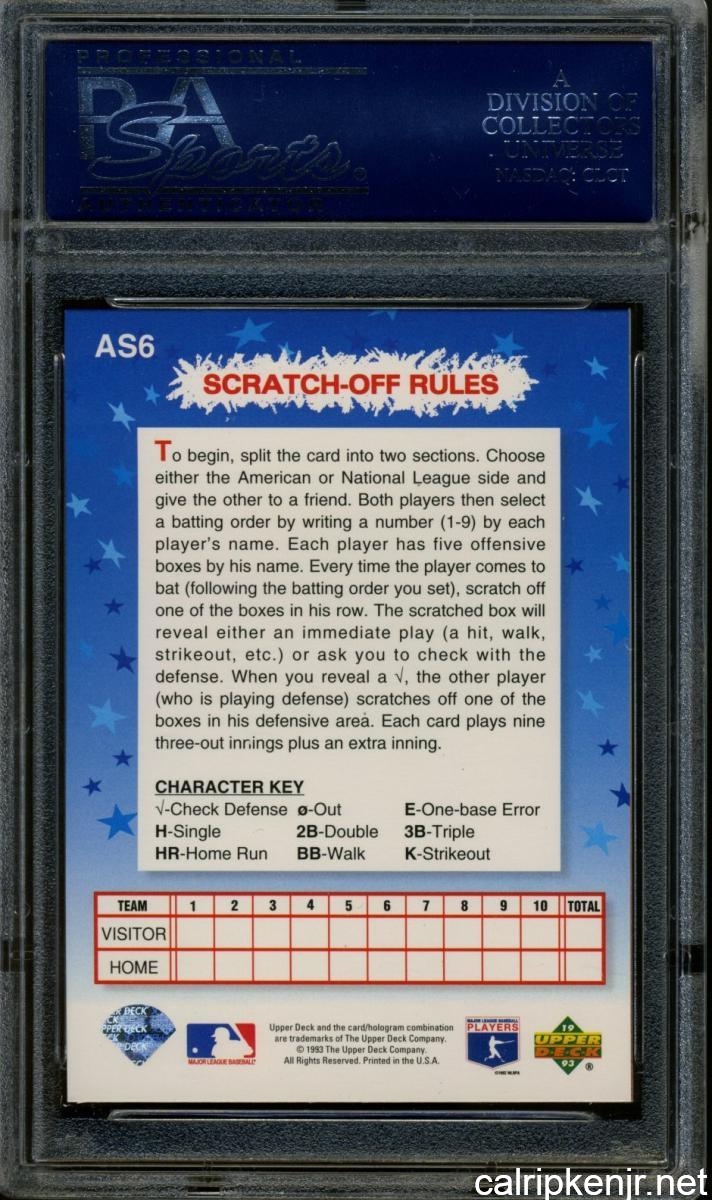 PROFESSIONAL
PSA
Sports.
AUTHENTICATOR
A
DIVISION OF
COLLECTORS
UNIVERSE
NASDAQ: CLCT
AS6
SCRATCH-OFF RULES
To begin, split the card into two sections. Choose
either the American or National League side and
give the other to a friend. Both players then select
a batting order by writing a number (1-9) by each
player's name. Each player has five offensive
boxes by his name. Every time the player comes to
bat (following the batting order you set), scratch off
one of the boxes in his row. The scratched box will
reveal either an immediate play (a hit, walk,
strikeout, etc.) or ask you to check with the
defense. When you reveal a √, the other player
(who is playing defense) scratches off one of the
boxes in his defensive area. Each card plays nine
three-out innings plus an extra inning.
CHARACTER KEY
√-Check Defense ø-Out E-One-base Error
H-Single 2B-Double 3B-Triple
HR-Home Run BB-Walk K-Strikeout
TEAM 1 2 3 4 5 6 7 8 9 10 TOTAL
VISITOR
HOME
UPPER DECK
MAJOR LEAGUE BASEBALL
Upper Deck and the card/hologram combination
are trademarks of The Upper Deck Company.
© 1993 The Upper Deck Company.
All Rights Reserved. Printed in the U.S.A.
MAJOR LEAGUE BASEBALL
PLAYERS
©1992 MLBPA
19
UPPER
DECK
93
®
calripkenjr.net